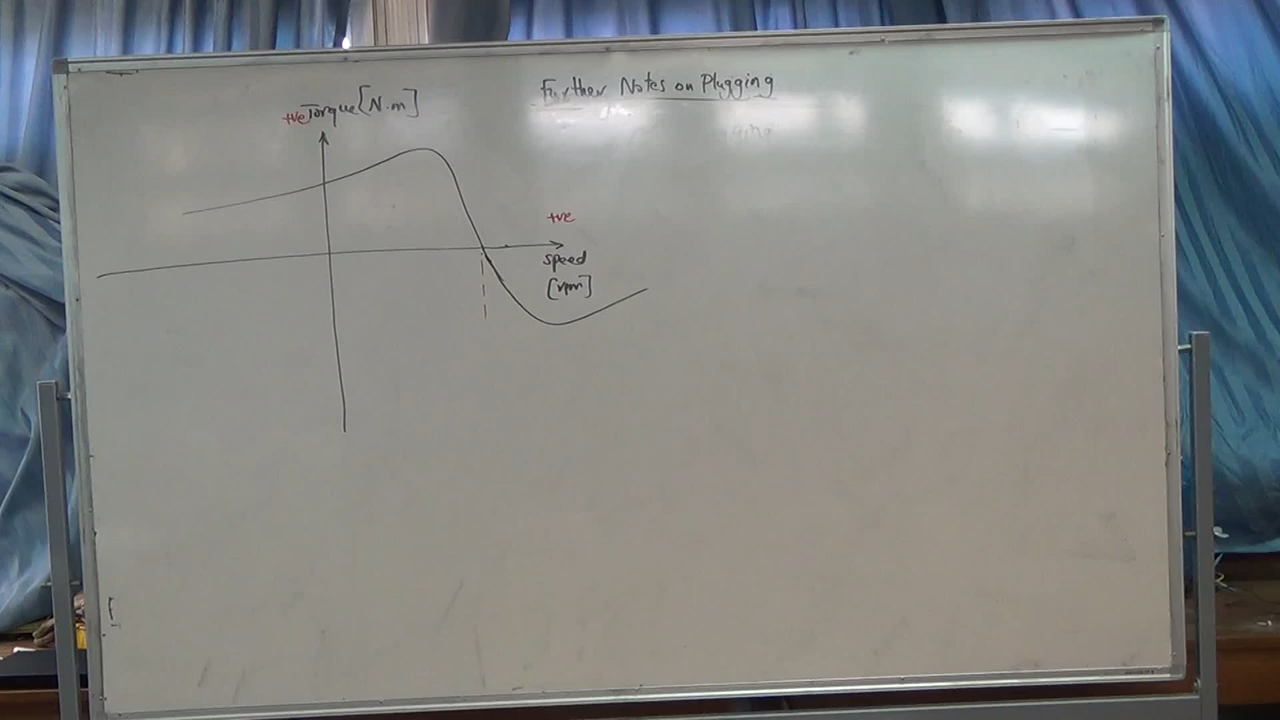 Further Notes on Plugging
+ve Torque [N.m]
+ve
speed
[rpm]